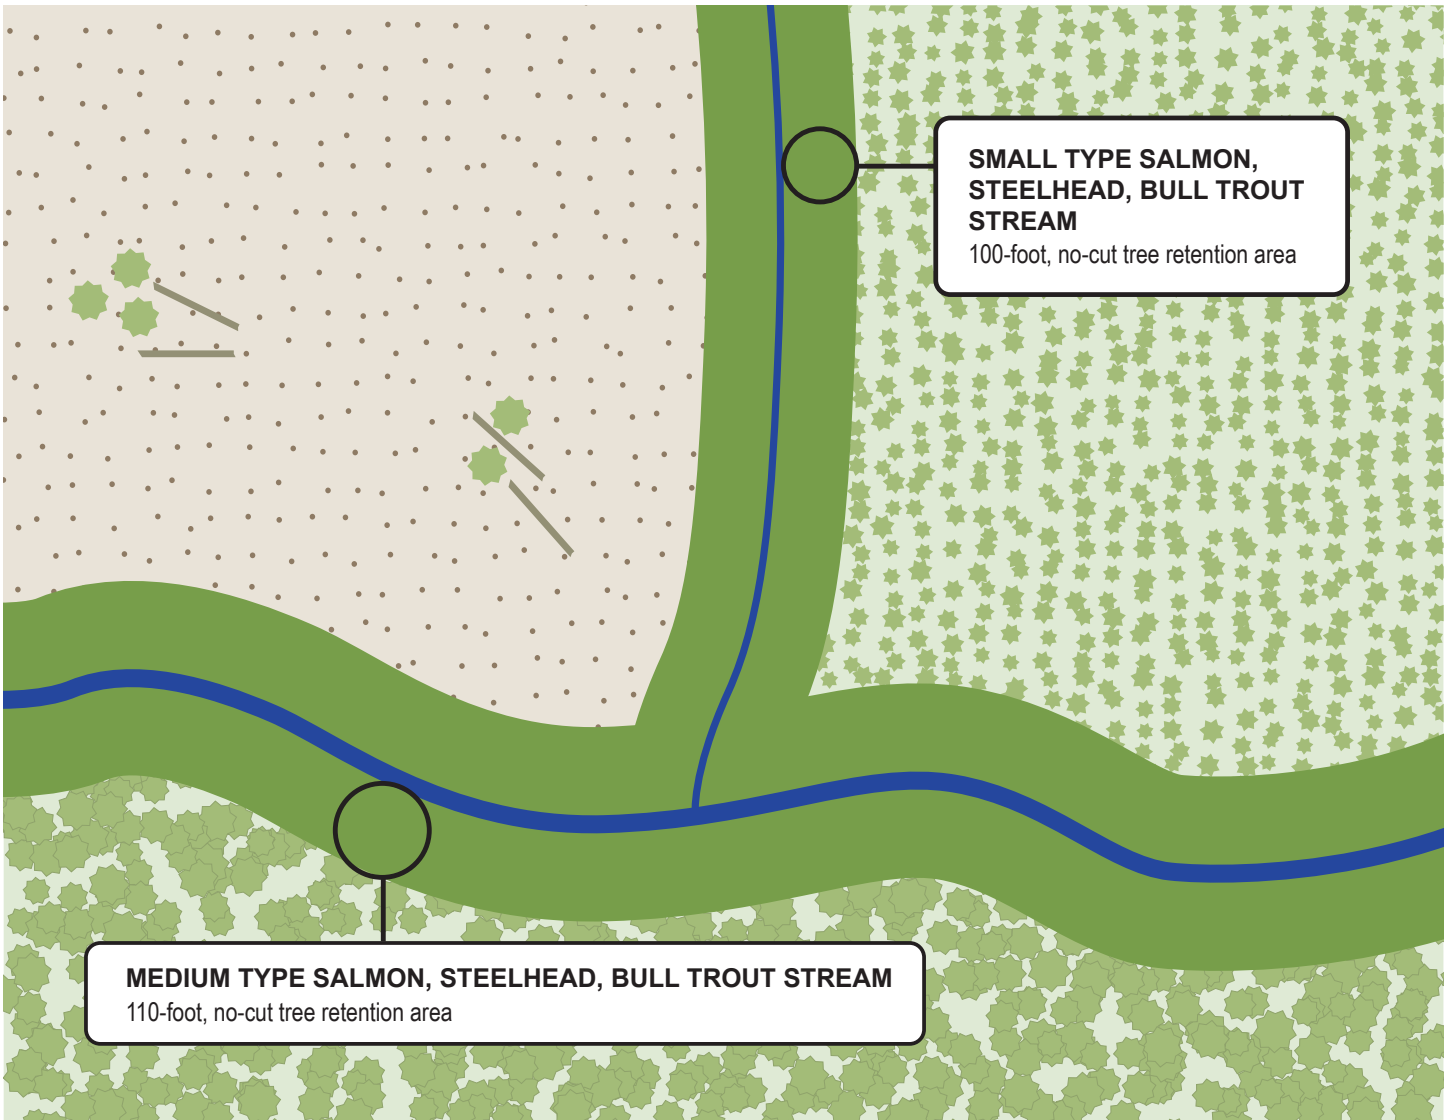 SMALL TYPE SALMON,
STEELHEAD, BULL TROUT
STREAM
100-foot, no-cut tree retention area
MEDIUM TYPE SALMON, STEELHEAD, BULL TROUT STREAM
110-foot, no-cut tree retention area